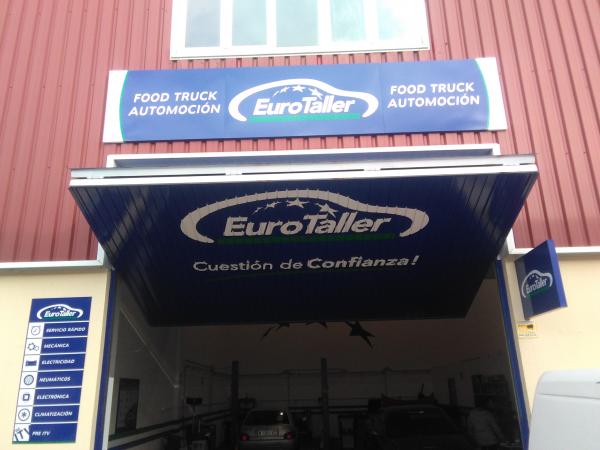 FOOD TRUCK
AUTOMOCIÓN
EuroTaller
FOOD TRUCK
AUTOMOCIÓN
EuroTaller
Cuestión de Confianza!
EuroTaller
EuroTaller
SERVICIO RÁPIDO
MECÁNICA
ELECTRICIDAD
NEUMÁTICOS
ELECTRÓNICA
CLIMATIZACIÓN
PRE ITV